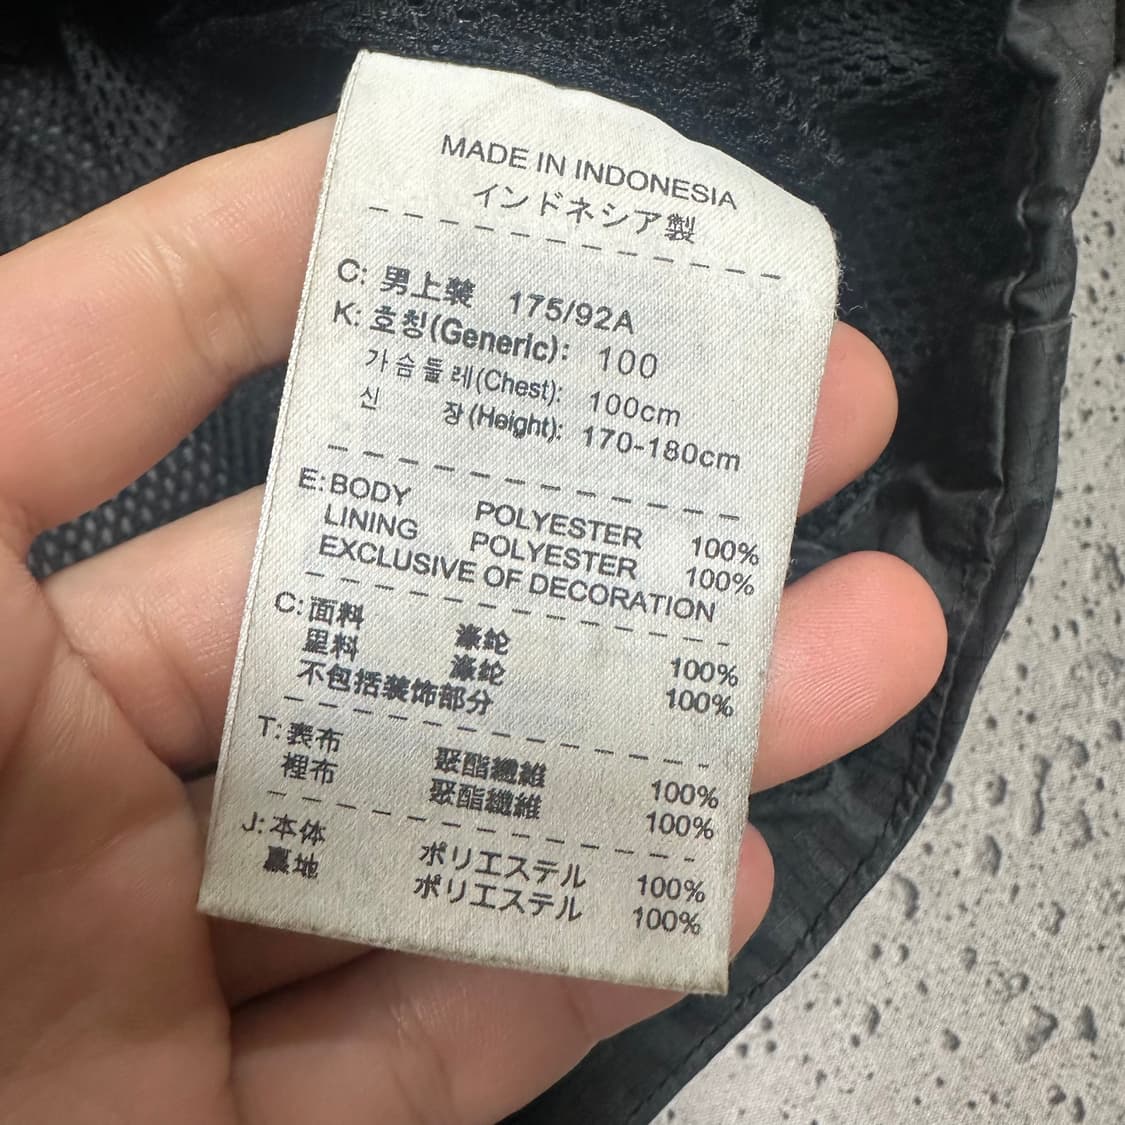 MADE IN INDONESIA
インドネシア製
C: 男上装 175/92A
K: 호칭(Generic): 100
가슴둘레(Chest): 100cm
신 장(Height): 170-180cm
E: BODY POLYESTER 100%
LINING POLYESTER 100%
EXCLUSIVE OF DECORATION
C: 面料 涤纶 100%
里料 涤纶 100%
不包括装饰部分
T: 表布 聚酯纖維 100%
裡布 聚酯纖維 100%
J: 本体 ポリエステル 100%
裏地 ポリエステル 100%